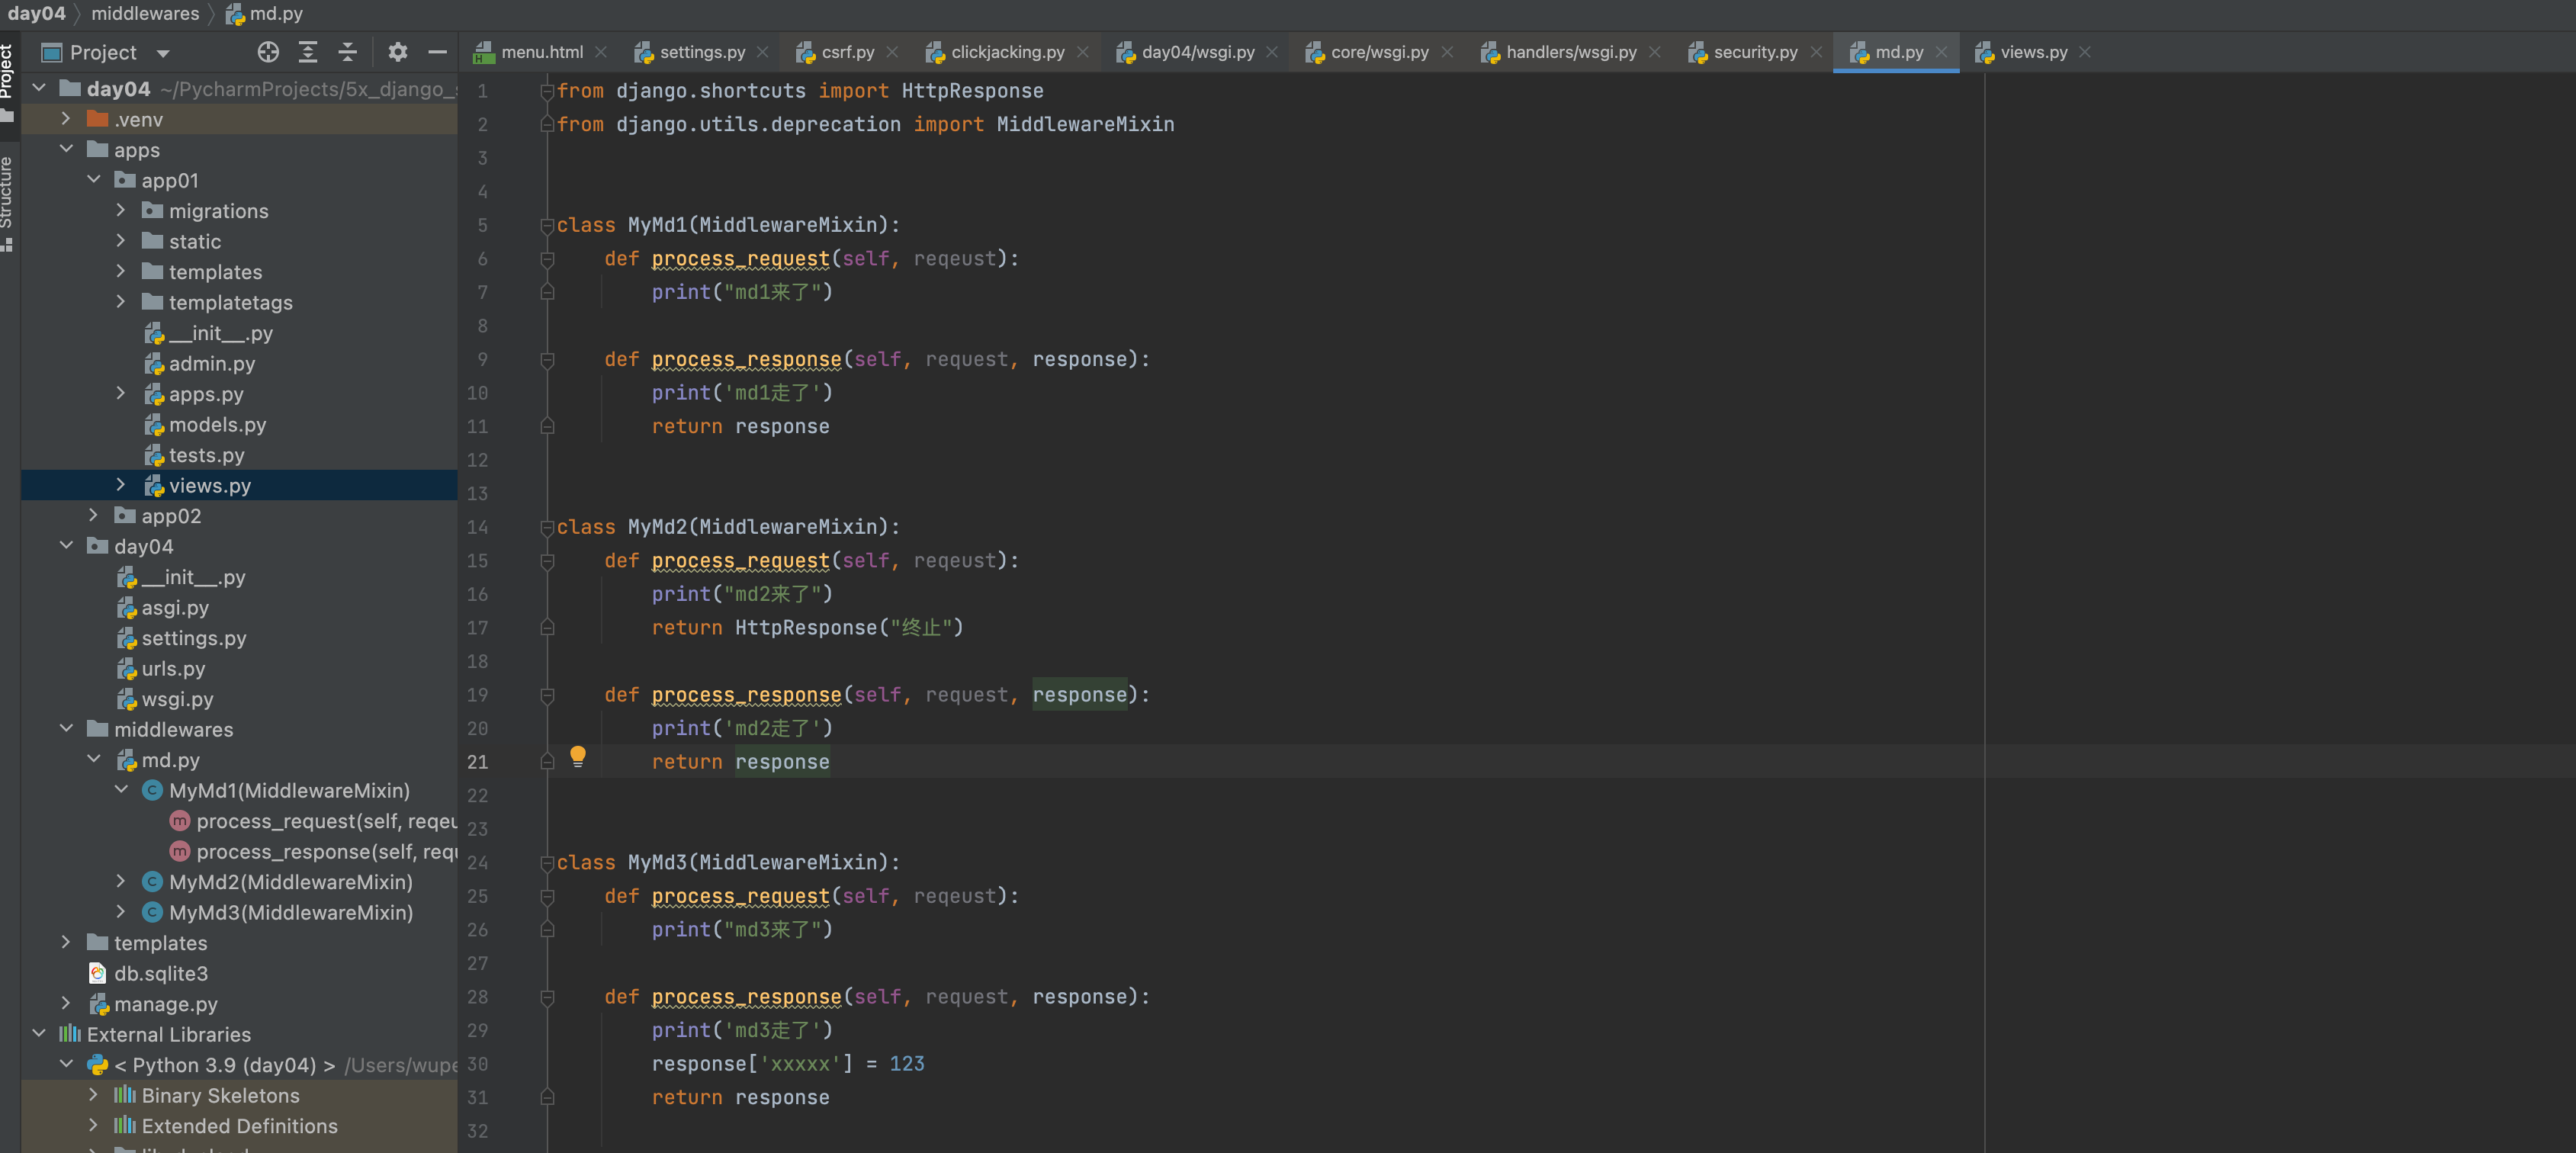 day04 middlewares md.py
Project
menu.html settings.py csrf.py clickjacking.py day04/wsgi.py core/wsgi.py handlers/wsgi.py security.py md.py views.py
Project
Structure
day04 ~/PycharmProjects/5x_django_
.venv
apps
app01
migrations
static
templates
templatetags
__init__.py
admin.py
apps.py
models.py
tests.py
views.py
app02
day04
__init__.py
asgi.py
settings.py
urls.py
wsgi.py
middlewares
md.py
MyMd1(MiddlewareMixin)
process_request(self, reqeu
process_response(self, requ
MyMd2(MiddlewareMixin)
MyMd3(MiddlewareMixin)
templates
db.sqlite3
manage.py
External Libraries
< Python 3.9 (day04) > /Users/wupe
Binary Skeletons
Extended Definitions
1 from django.shortcuts import HttpResponse
2 from django.utils.deprecation import MiddlewareMixin
3
4
5 class MyMd1(MiddlewareMixin):
6 def process_request(self, reqeust):
7 print("md1来了")
8
9 def process_response(self, request, response):
10 print('md1走了')
11 return response
12
13
14 class MyMd2(MiddlewareMixin):
15 def process_request(self, reqeust):
16 print("md2来了")
17 return HttpResponse("终止")
18
19 def process_response(self, request, response):
20 print('md2走了')
21 return response
22
23
24 class MyMd3(MiddlewareMixin):
25 def process_request(self, reqeust):
26 print("md3来了")
27
28 def process_response(self, request, response):
29 print('md3走了')
30 response['xxxxx'] = 123
31 return response
32